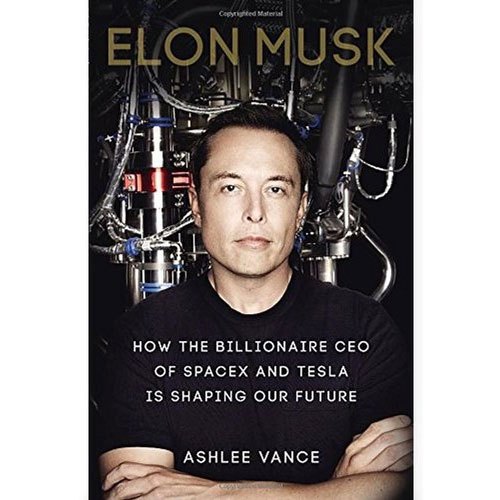 Copyrighted Material
ELON MUSK
HOW THE BILLIONAIRE CEO
OF SPACEX AND TESLA
IS SHAPING OUR FUTURE
ASHLEE VANCE